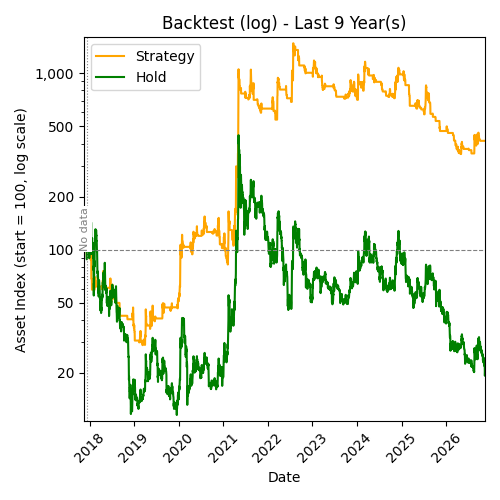 Backtest (log) - Last 9 Year(s)
Strategy
Hold
No data
Asset Index (start = 100, log scale)
1,000
500
200
100
50
20
2018
2019
2020
2021
2022
2023
2024
2025
2026
Date